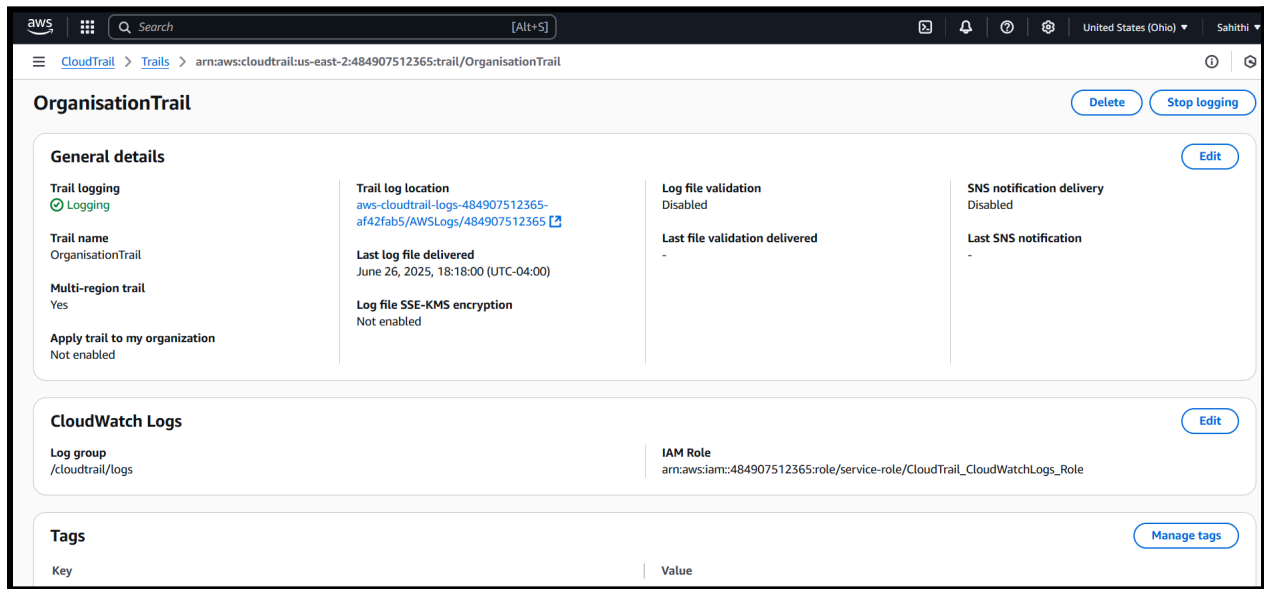 aws
Search [Alt+S]
United States (Ohio) ▼
Sahithi ▼
CloudTrail > Trails > arn:aws:cloudtrail:us-east-2:484907512365:trail/OrganisationTrail
OrganisationTrail
Delete
Stop logging
General details
Edit
Trail logging
Logging
Trail name
OrganisationTrail
Multi-region trail
Yes
Apply trail to my organization
Not enabled
Trail log location
aws-cloudtrail-logs-484907512365-
af42fab5/AWSLogs/484907512365
Last log file delivered
June 26, 2025, 18:18:00 (UTC-04:00)
Log file SSE-KMS encryption
Not enabled
Log file validation
Disabled
Last file validation delivered
-
SNS notification delivery
Disabled
Last SNS notification
-
CloudWatch Logs
Edit
Log group
/cloudtrail/logs
IAM Role
arn:aws:iam::484907512365:role/service-role/CloudTrail_CloudWatchLogs_Role
Tags
Manage tags
Key
Value